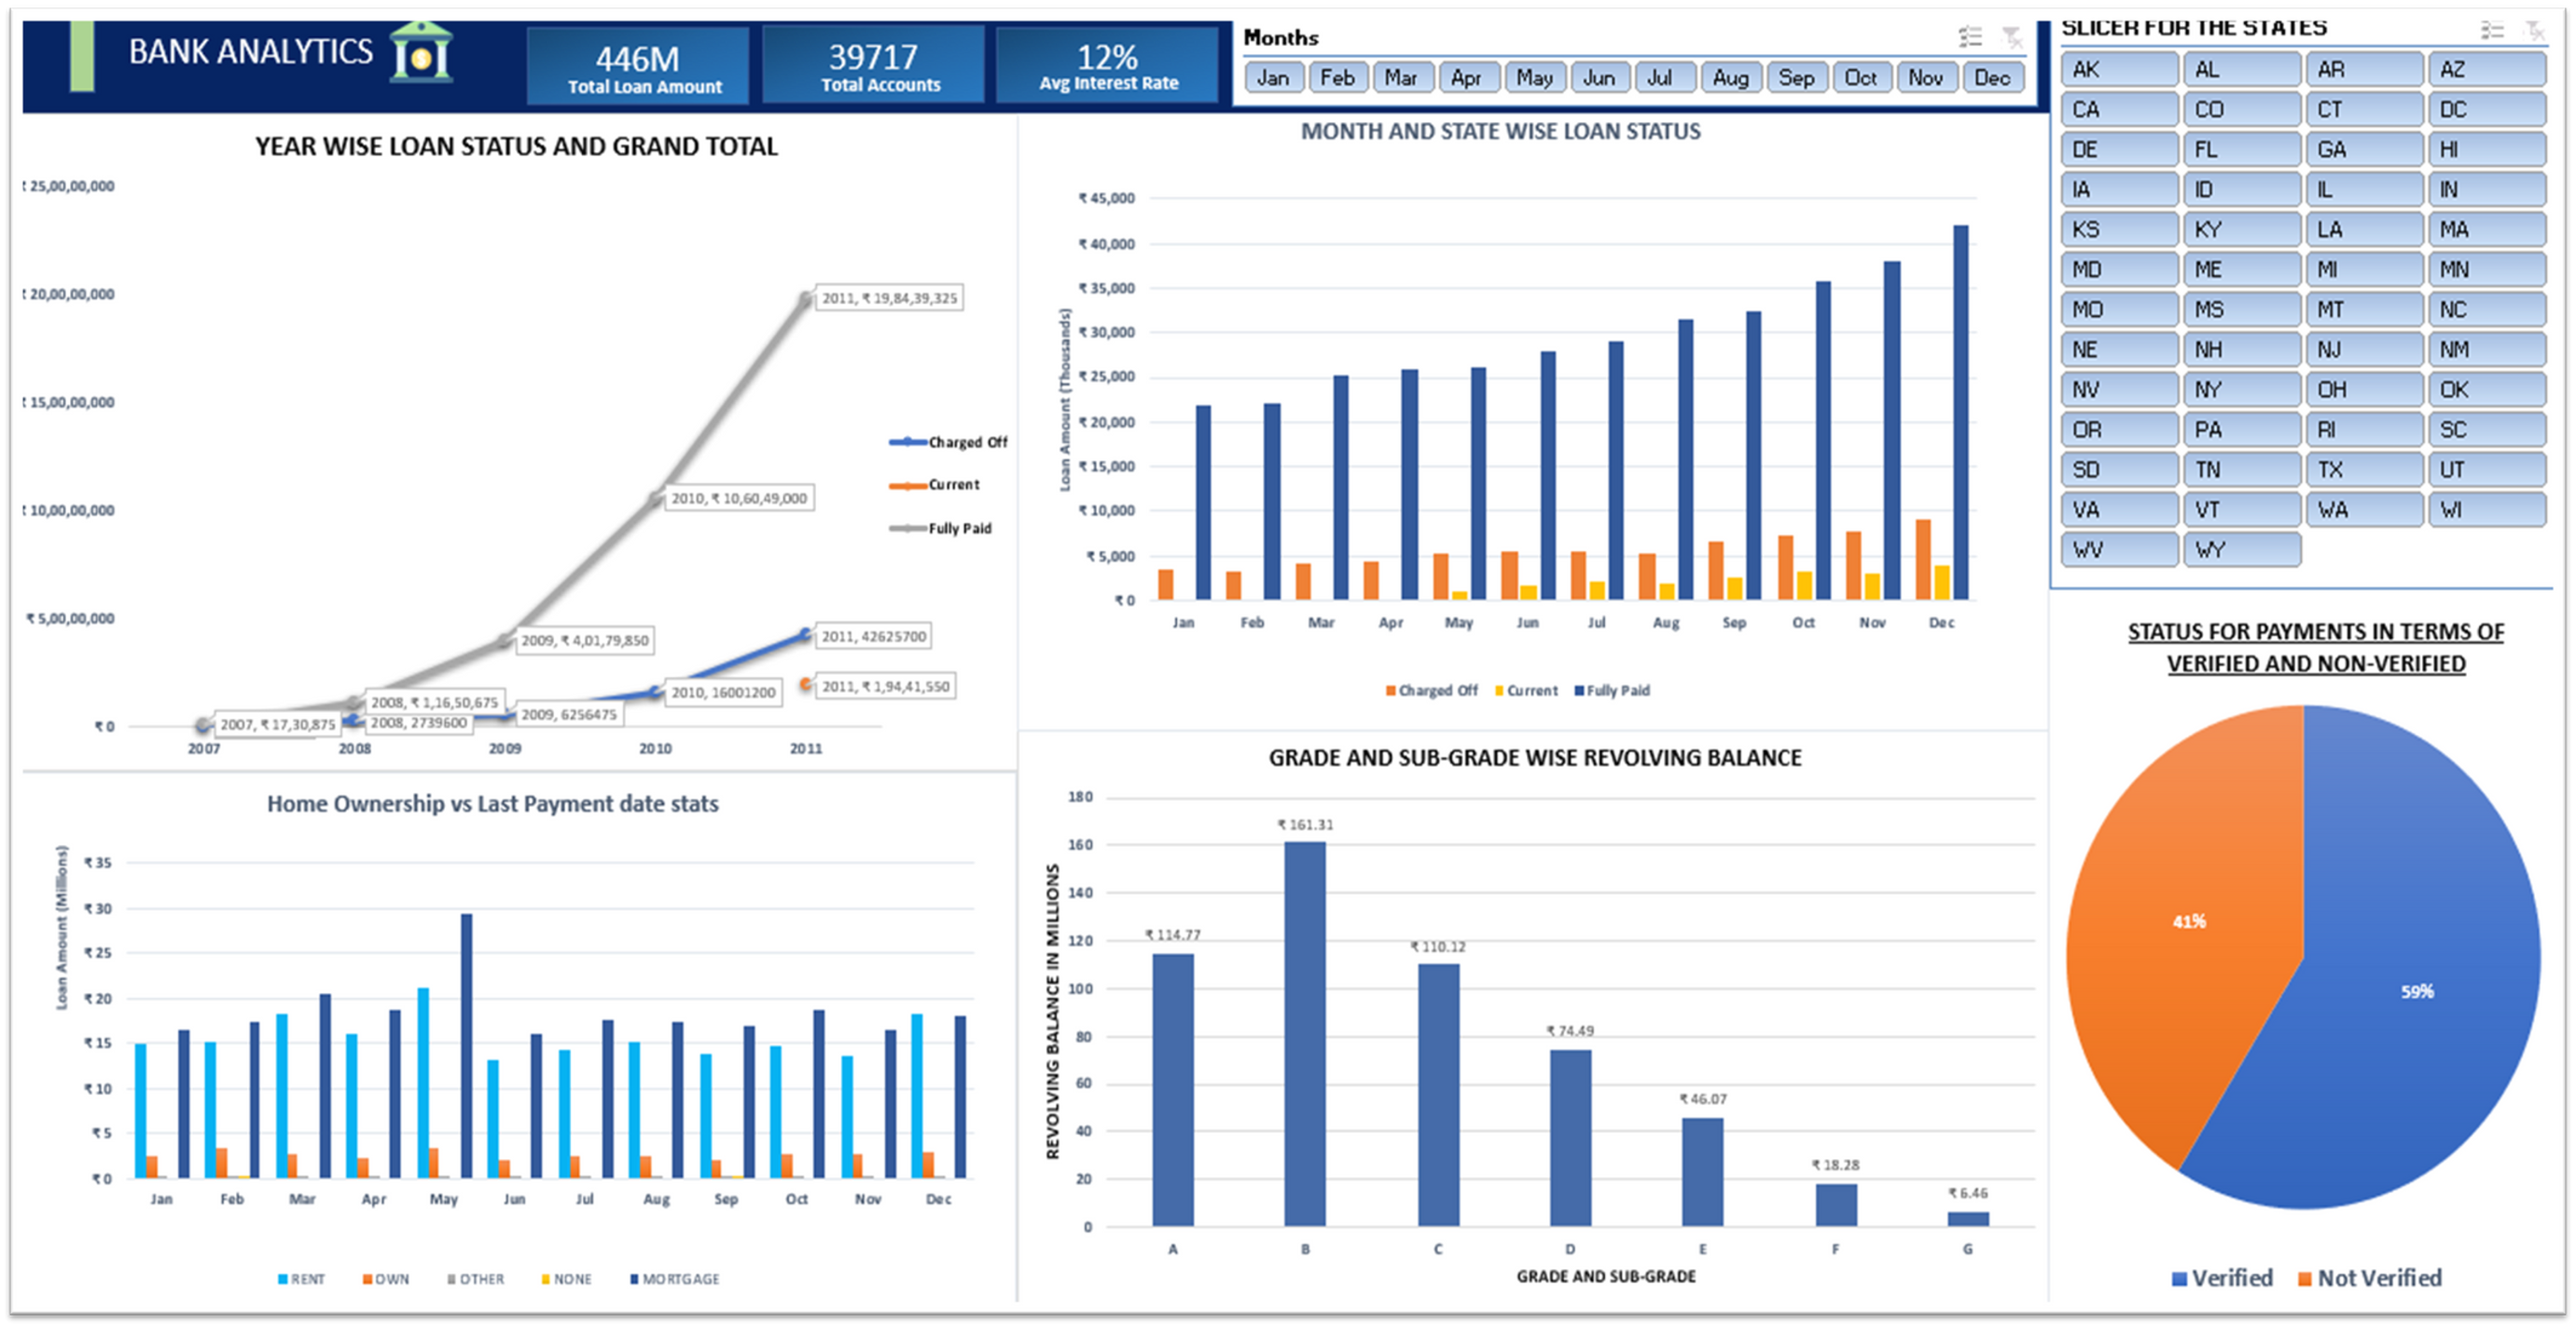 BANK ANALYTICS
446M
Total Loan Amount
39717
Total Accounts
12%
Avg Interest Rate
Months
Jan Feb Mar Apr May Jun Jul Aug Sep Oct Nov Dec
SLICER FOR THE STATES
AK AL AR AZ
CA CO CT DC
DE FL GA HI
IA ID IL IN
KS KY LA MA
MD ME MI MN
MO MS MT NC
NE NH NJ NM
NV NY OH OK
OR PA RI SC
SD TN TX UT
VA VT WA WI
WV WY
YEAR WISE LOAN STATUS AND GRAND TOTAL
25,00,00,000
20,00,00,000
15,00,00,000
10,00,00,000
₹ 5,00,00,000
₹ 0
2011, ₹ 19,84,39,325
2010, ₹ 10,60,49,000
2009, ₹ 4,01,79,850
2008, ₹ 1,16,50,675
2007, ₹ 17,30,875
2011, 42625700
2010, 16001200
2009, 6256475
2008, 2739600
2011, ₹ 1,94,41,550
2007 2008 2009 2010 2011
Charged Off
Current
Fully Paid
MONTH AND STATE WISE LOAN STATUS
Loan Amount (Thousands)
₹ 45,000
₹ 40,000
₹ 35,000
₹ 30,000
₹ 25,000
₹ 20,000
₹ 15,000
₹ 10,000
₹ 5,000
₹ 0
Jan Feb Mar Apr May Jun Jul Aug Sep Oct Nov Dec
Charged Off Current Fully Paid
Home Ownership vs Last Payment date stats
Loan Amount (Millions)
₹ 35
₹ 30
₹ 25
₹ 20
₹ 15
₹ 10
₹ 5
₹ 0
Jan Feb Mar Apr May Jun Jul Aug Sep Oct Nov Dec
RENT OWN OTHER NONE MORTGAGE
GRADE AND SUB-GRADE WISE REVOLVING BALANCE
REVOLVING BALANCE IN MILLIONS
180
160
140
120
100
80
60
40
20
0
₹ 114.77
₹ 161.31
₹ 110.12
₹ 74.49
₹ 46.07
₹ 18.28
₹ 6.46
A B C D E F G
GRADE AND SUB-GRADE
STATUS FOR PAYMENTS IN TERMS OF
VERIFIED AND NON-VERIFIED
41%
59%
Verified Not Verified